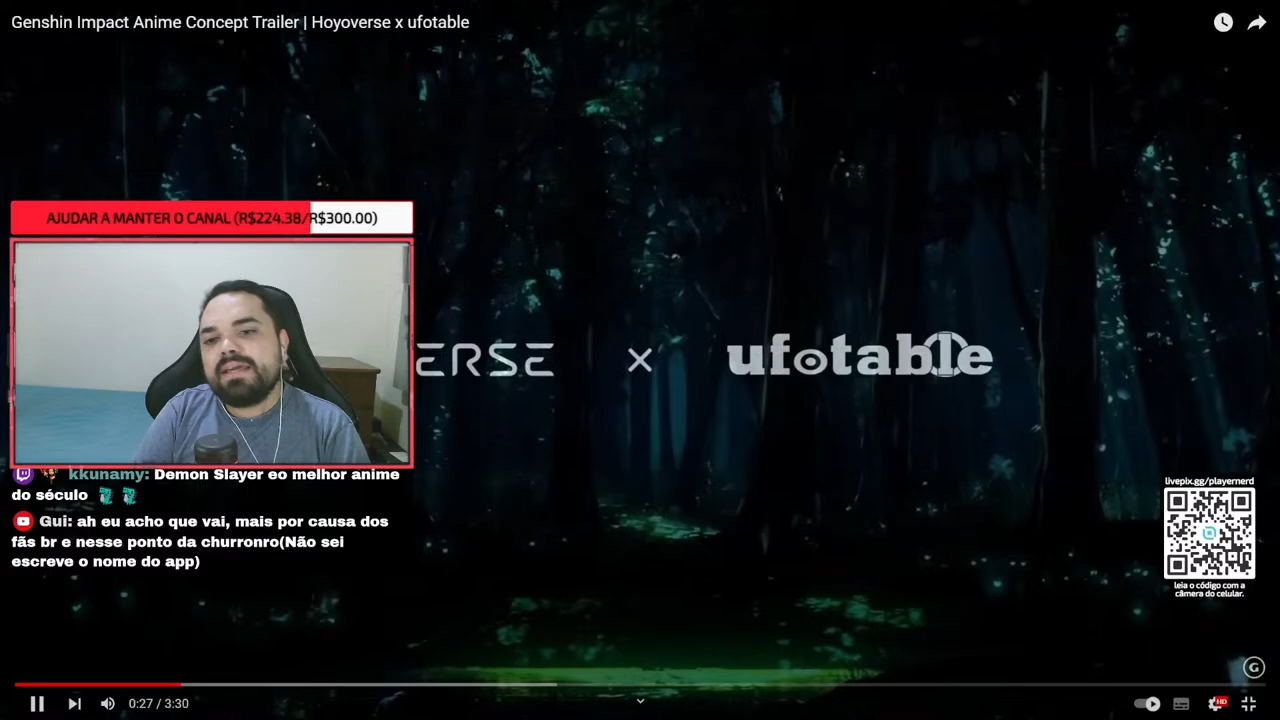 Genshin Impact Anime Concept Trailer | Hoyoverse x ufotable
AJUDAR A MANTER O CANAL (R$224.38/R$300.00)
ERSE × ufotable
kkunamy: Demon Slayer eo melhor anime
do século
Gui: ah eu acho que vai, mais por causa dos
fãs br e nesse ponto da churronro(Não sei
escreve o nome do app)
livepix.gg/playernerd
leia o código com a
câmera do celular.
G
0:27 / 3:30
HD